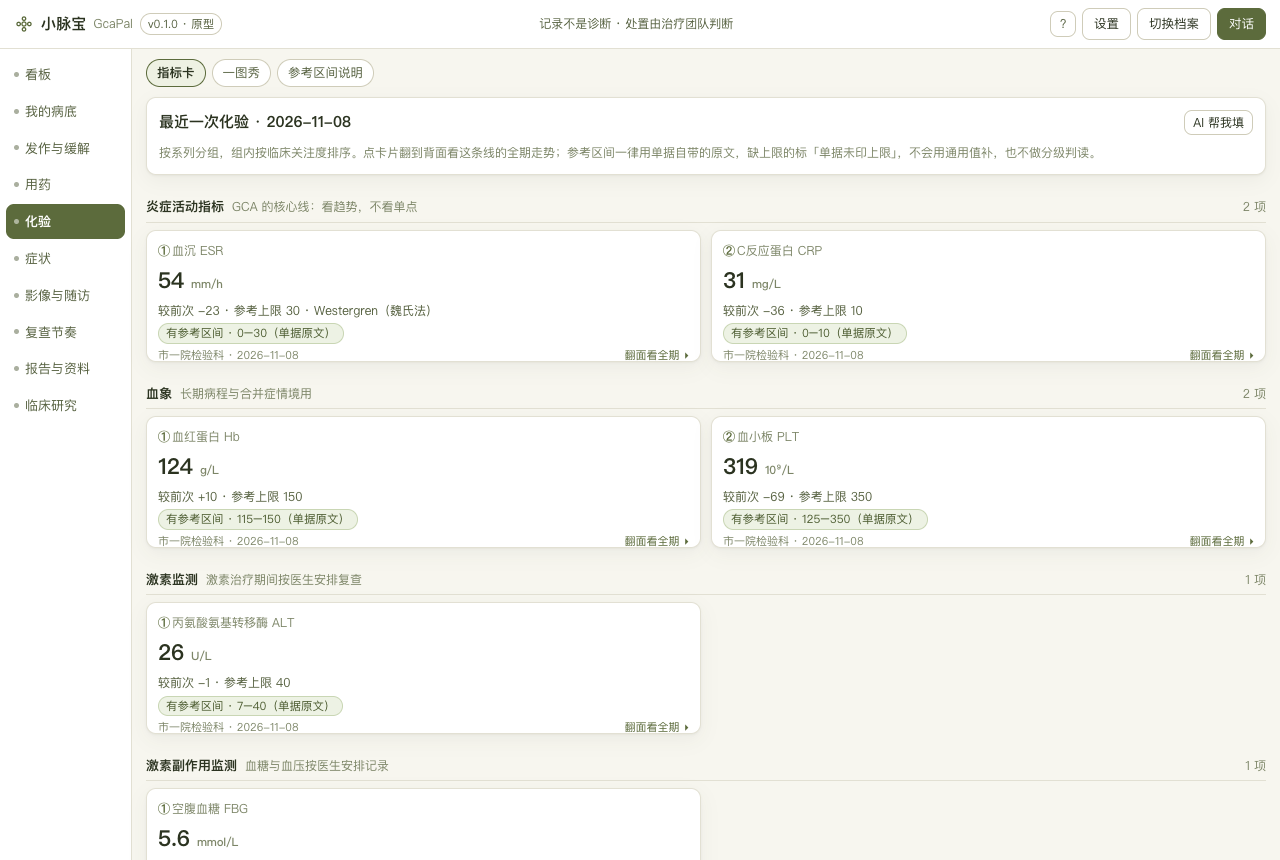 小脉宝 GcaPal v0.1.0 · 原型
记录不是诊断 · 处置由治疗团队判断
? 设置 切换档案 对话
看板
我的病底
发作与缓解
用药
化验
症状
影像与随访
复查节奏
报告与资料
临床研究
指标卡 一图秀 参考区间说明
最近一次化验 · 2026-11-08
AI 帮我填
按系列分组，组内按临床关注度排序。点卡片翻到背面看这条线的全期走势；参考区间一律用单据自带的原文，缺上限的标「单据未印上限」，不会用通用值补，也不做分级判读。
炎症活动指标 GCA 的核心线：看趋势，不看单点 2 项
①血沉 ESR
54 mm/h
较前次 -23 · 参考上限 30 · Westergren（魏氏法）
有参考区间 · 0—30（单据原文）
市一院检验科 · 2026-11-08 翻面看全期
②C反应蛋白 CRP
31 mg/L
较前次 -36 · 参考上限 10
有参考区间 · 0—10（单据原文）
市一院检验科 · 2026-11-08 翻面看全期
血象 长期病程与合并症情境用 2 项
①血红蛋白 Hb
124 g/L
较前次 +10 · 参考上限 150
有参考区间 · 115—150（单据原文）
市一院检验科 · 2026-11-08 翻面看全期
②血小板 PLT
319 10⁹/L
较前次 -69 · 参考上限 350
有参考区间 · 125—350（单据原文）
市一院检验科 · 2026-11-08 翻面看全期
激素监测 激素治疗期间按医生安排复查 1 项
①丙氨酸氨基转移酶 ALT
26 U/L
较前次 -1 · 参考上限 40
有参考区间 · 7—40（单据原文）
市一院检验科 · 2026-11-08 翻面看全期
激素副作用监测 血糖与血压按医生安排记录 1 项
①空腹血糖 FBG
5.6 mmol/L